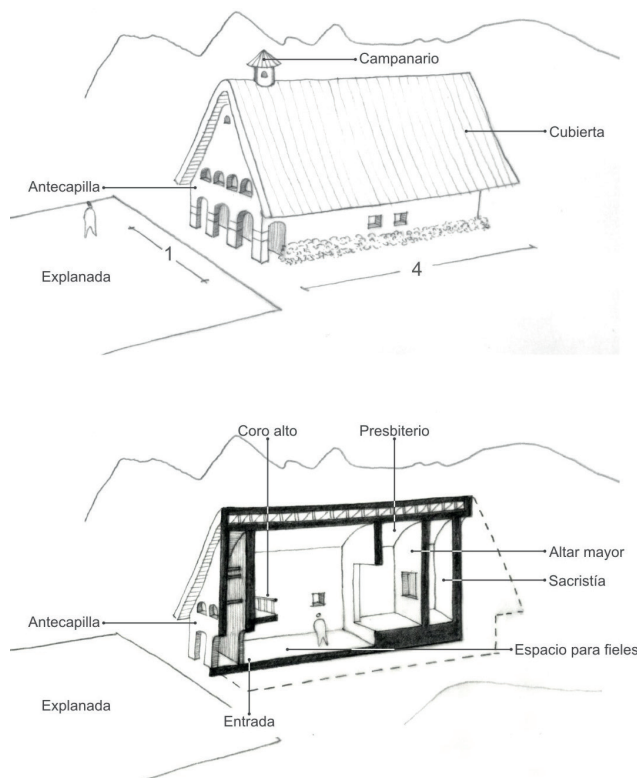 Campanario
Cubierta
Antecapilla
1
Explanada
4
Coro alto
Presbiterio
Altar mayor
Sacristía
Antecapilla
Espacio para fieles
Explanada
Entrada